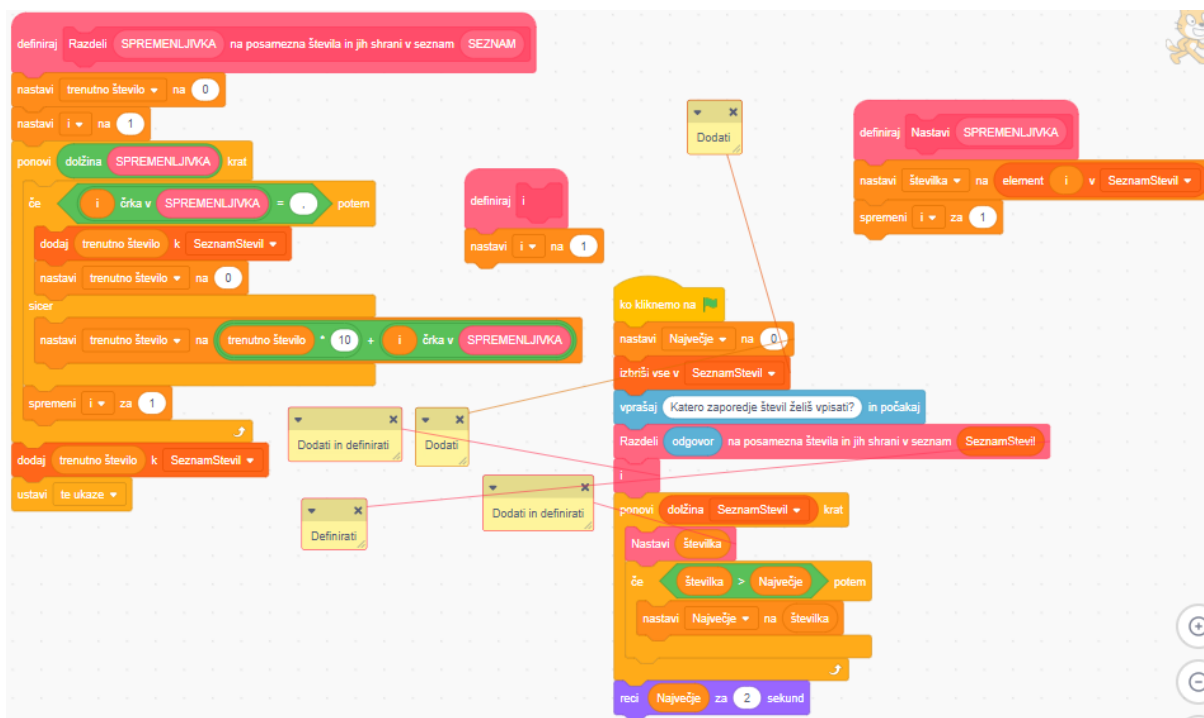 definiraj Razdeli SPREMENLJIVKA na posamezna števila in jih shrani v seznam SEZNAM
nastavi trenutno število na 0
nastavi i na 1
ponovi dolžina SPREMENLJIVKA krat
če i črka v SPREMENLJIVKA = , potem
dodaj trenutno število k SeznamStevil
nastavi trenutno število na 0
sicer
nastavi trenutno število na trenutno število * 10 + i črka v SPREMENLJIVKA
spremeni i za 1
dodaj trenutno število k SeznamStevil
ustavi te ukaze
definiraj i
nastavi i na 1
Dodati
definiraj Nastavi SPREMENLJIVKA
nastavi številka na element i v SeznamStevil
spremeni i za 1
Dodati in definirati
Dodati
Definirati
Dodati in definirati
ko kliknemo na
nastavi Največje na 0
izbriši vse v SeznamStevil
vprašaj Katero zaporedje števil želiš vpisati? in počakaj
Razdeli odgovor na posamezna števila in jih shrani v seznam SeznamStevil
i
ponovi dolžina SeznamStevil krat
Nastavi številka
če številka > Največje potem
nastavi Največje na številka
reci Največje za 2 sekund